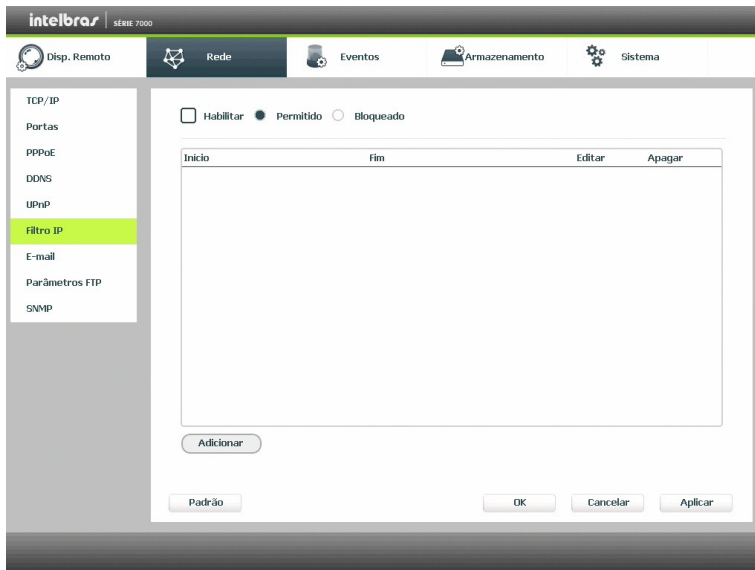 intelbras SÉRIE 7000
Disp. Remoto Rede Eventos Armazenamento Sistema
TCP/IP
Portas
PPPoE
DDNS
UPnP
Filtro IP
E-mail
Parâmetros FTP
SNMP
Habilitar Permitido Bloqueado
Início Fim Editar Apagar
Adicionar
Padrão OK Cancelar Aplicar